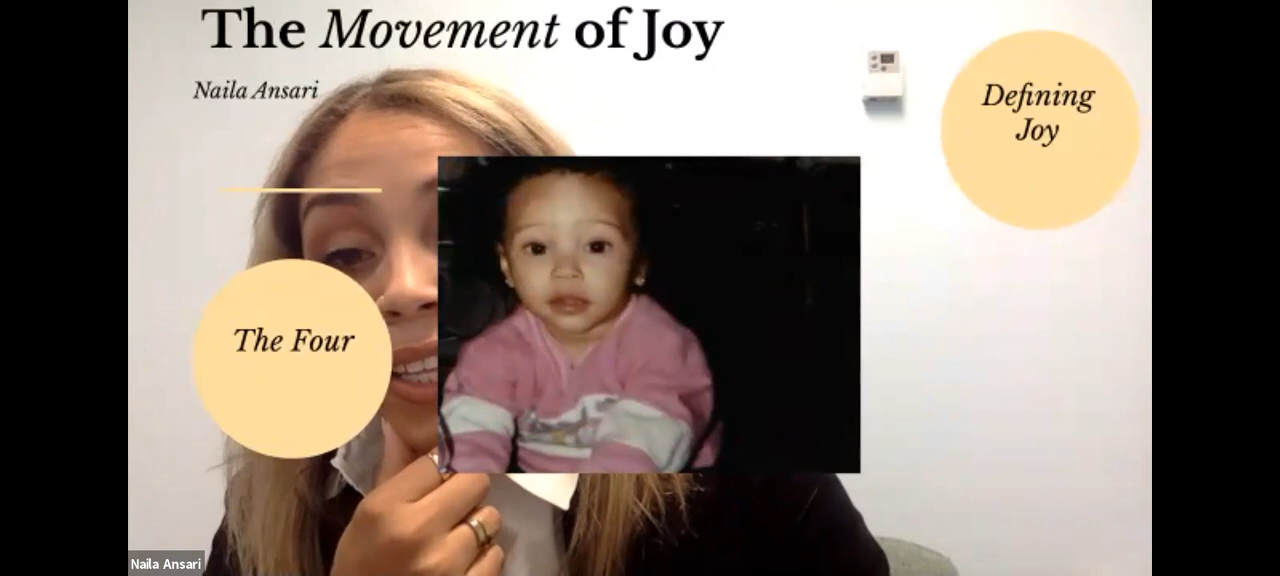 The Movement of Joy
Naila Ansari
Defining
Joy
The Four
Naila Ansari